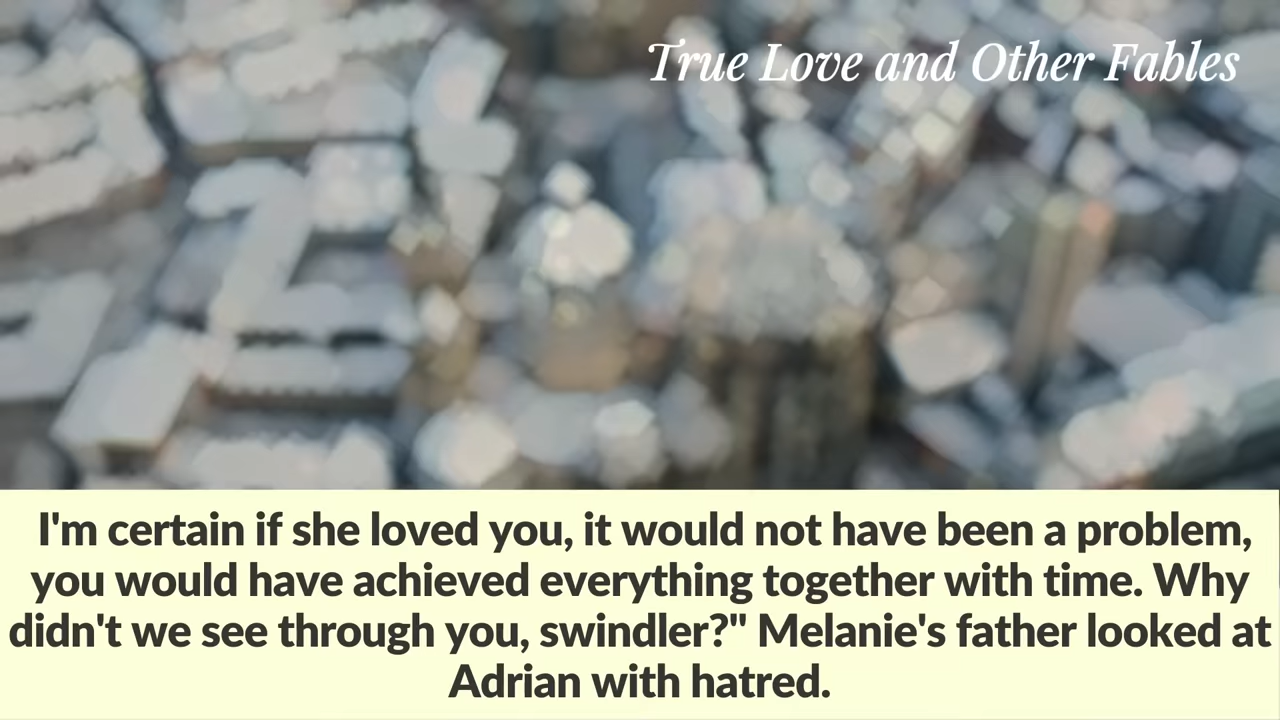 True Love and Other Fables
I'm certain if she loved you, it would not have been a problem,
you would have achieved everything together with time. Why
didn't we see through you, swindler?" Melanie's father looked at
Adrian with hatred.